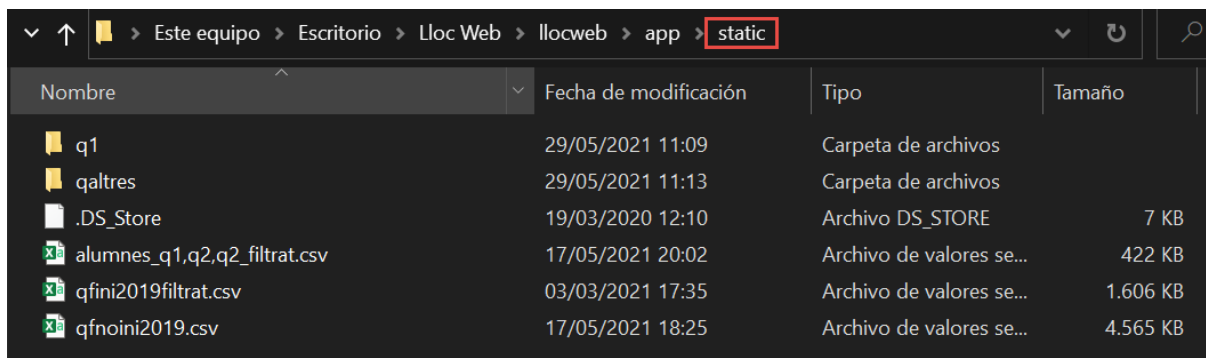 Este equipo > Escritorio > Lloc Web > llocweb > app > static
Nombre Fecha de modificación Tipo Tamaño
q1 29/05/2021 11:09 Carpeta de archivos
qaltres 29/05/2021 11:13 Carpeta de archivos
.DS_Store 19/03/2020 12:10 Archivo DS_STORE 7 KB
alumnes_q1,q2,q2_filtrat.csv 17/05/2021 20:02 Archivo de valores se... 422 KB
qfini2019filtrat.csv 03/03/2021 17:35 Archivo de valores se... 1.606 KB
qfnoini2019.csv 17/05/2021 18:25 Archivo de valores se... 4.565 KB